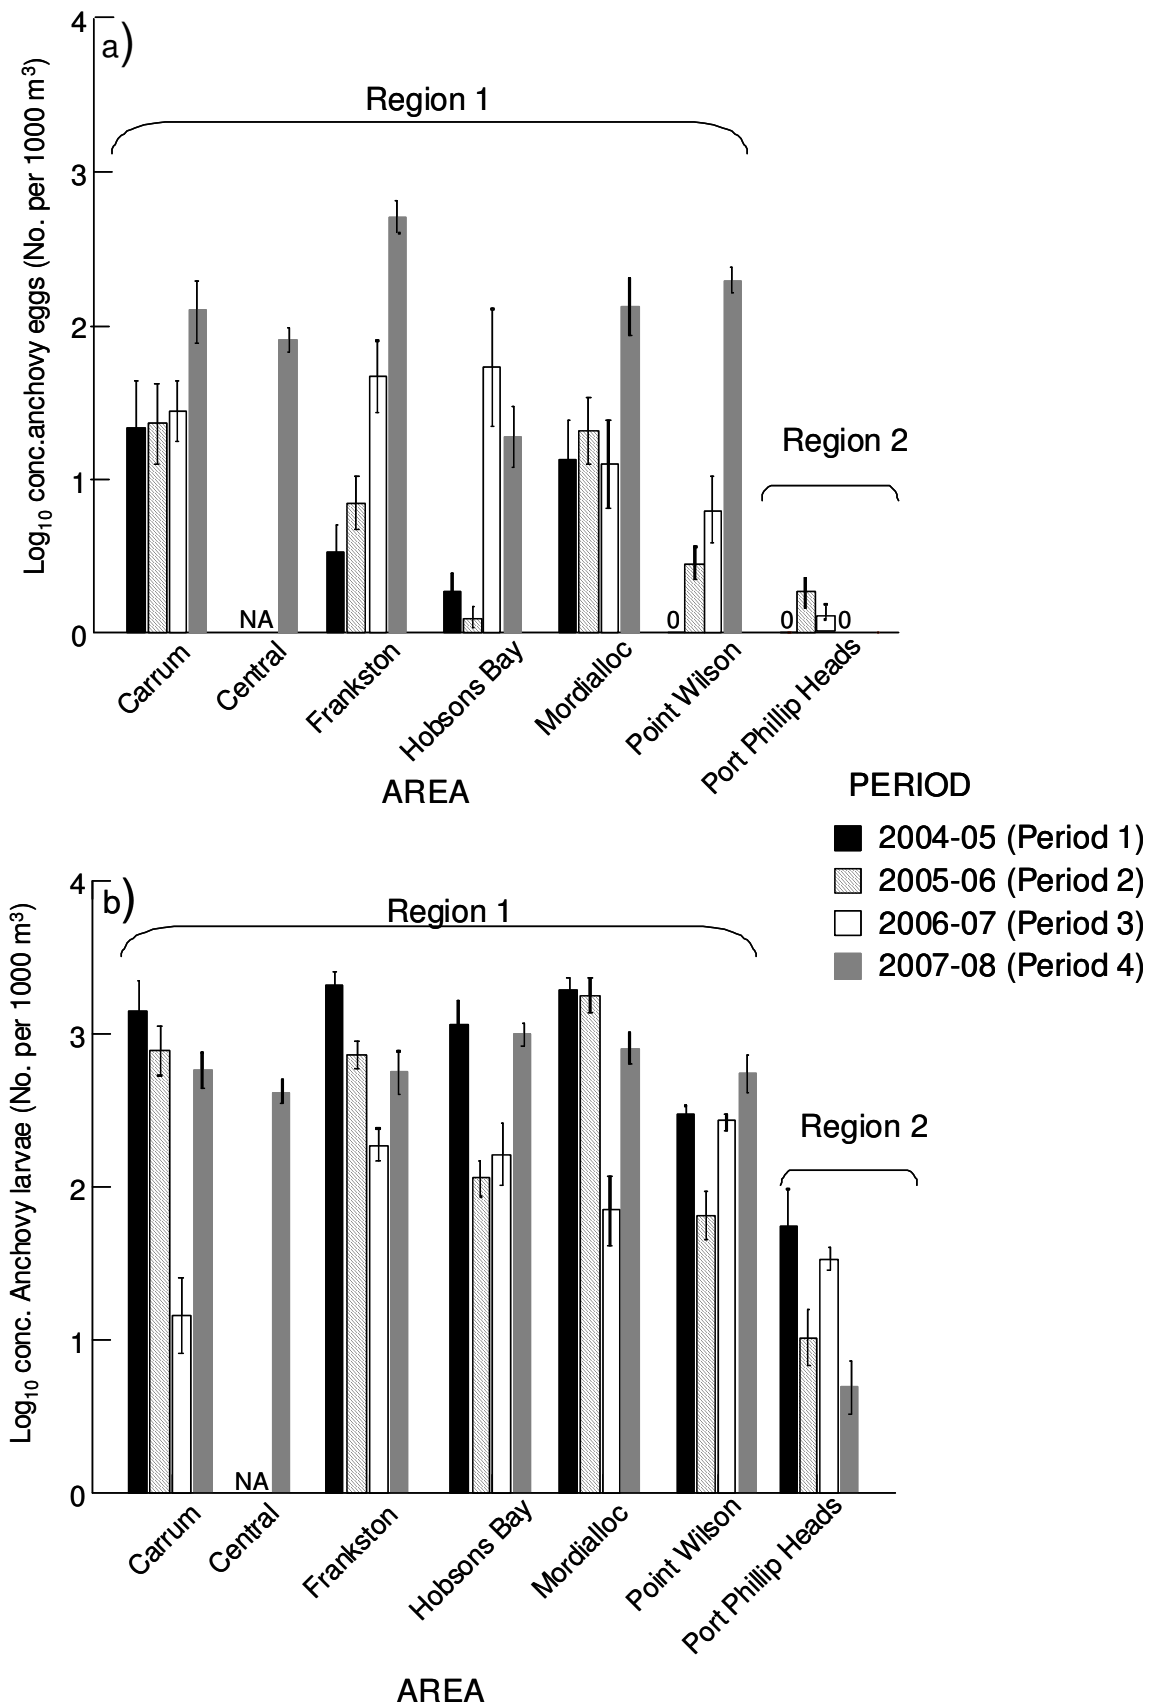 a)
Region 1
Region 2
Log10 conc.anchovy eggs (No. per 1000 m³)
4
3
2
1
0
NA
0
0
0
Carrum
Central
Frankston
Hobsons Bay
Mordialloc
Point Wilson
Port Phillip Heads
AREA
PERIOD
2004-05 (Period 1)
2005-06 (Period 2)
2006-07 (Period 3)
2007-08 (Period 4)
b)
Region 1
Region 2
Log10 conc. Anchovy larvae (No. per 1000 m³)
4
3
2
1
0
NA
Carrum
Central
Frankston
Hobsons Bay
Mordialloc
Point Wilson
Port Phillip Heads
AREA